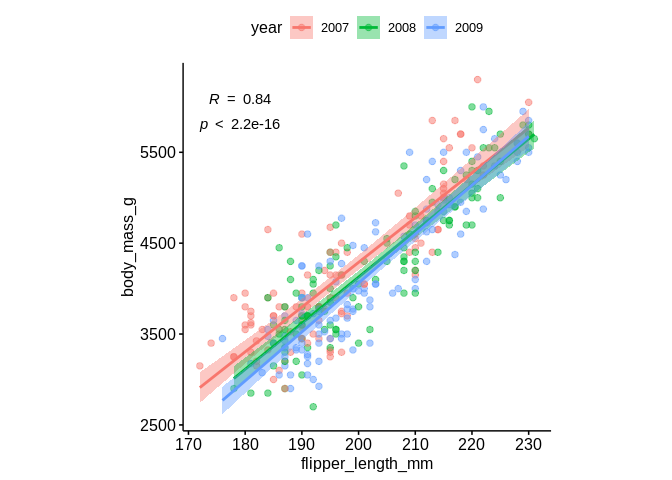 year 2007 2008 2009
R = 0.84
p < 2.2e-16
5500
4500
3500
2500
body_mass_g
170 180 190 200 210 220 230
flipper_length_mm